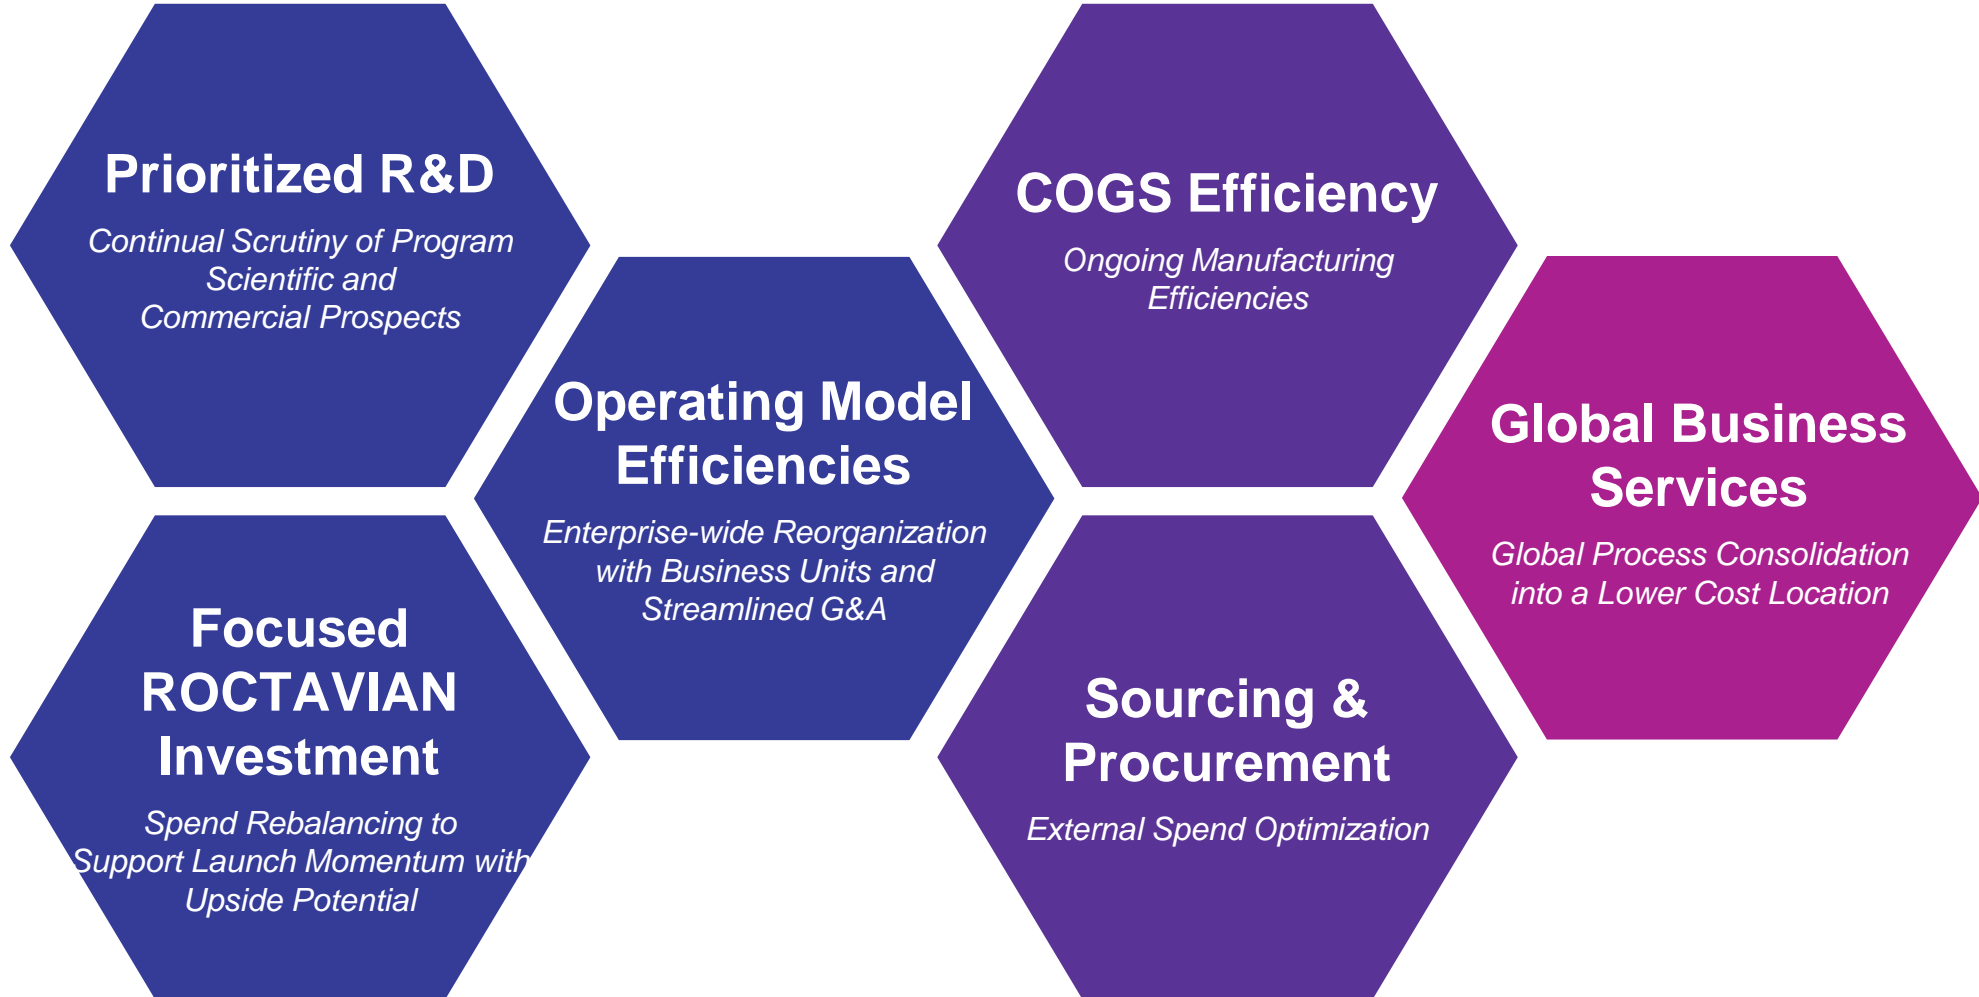 Prioritized R&D
Continual Scrutiny of Program
Scientific and
Commercial Prospects
Focused
ROCTAVIAN
Investment
Spend Rebalancing to
Support Launch Momentum with
Upside Potential
Operating Model
Efficiencies
Enterprise-wide Reorganization
with Business Units and
Streamlined G&A
COGS Efficiency
Ongoing Manufacturing
Efficiencies
Sourcing &
Procurement
External Spend Optimization
Global Business
Services
Global Process Consolidation
into a Lower Cost Location